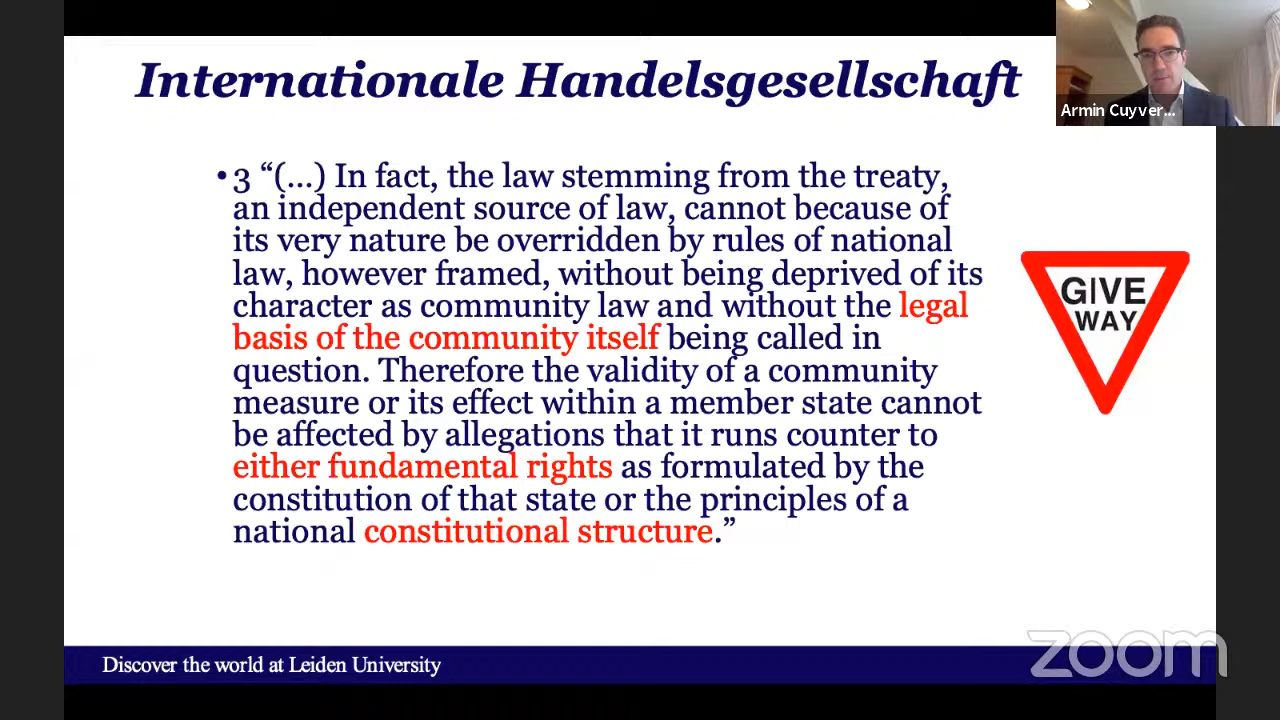 Internationale Handelsgesellschaft
Armin Cuyver...
•3 “(…) In fact, the law stemming from the treaty,
an independent source of law, cannot because of
its very nature be overridden by rules of national
law, however framed, without being deprived of its
character as community law and without the legal
basis of the community itself being called in
question. Therefore the validity of a community
measure or its effect within a member state cannot
be affected by allegations that it runs counter to
either fundamental rights as formulated by the
constitution of that state or the principles of a
national constitutional structure.”
GIVE
WAY
Discover the world at Leiden University
zoom